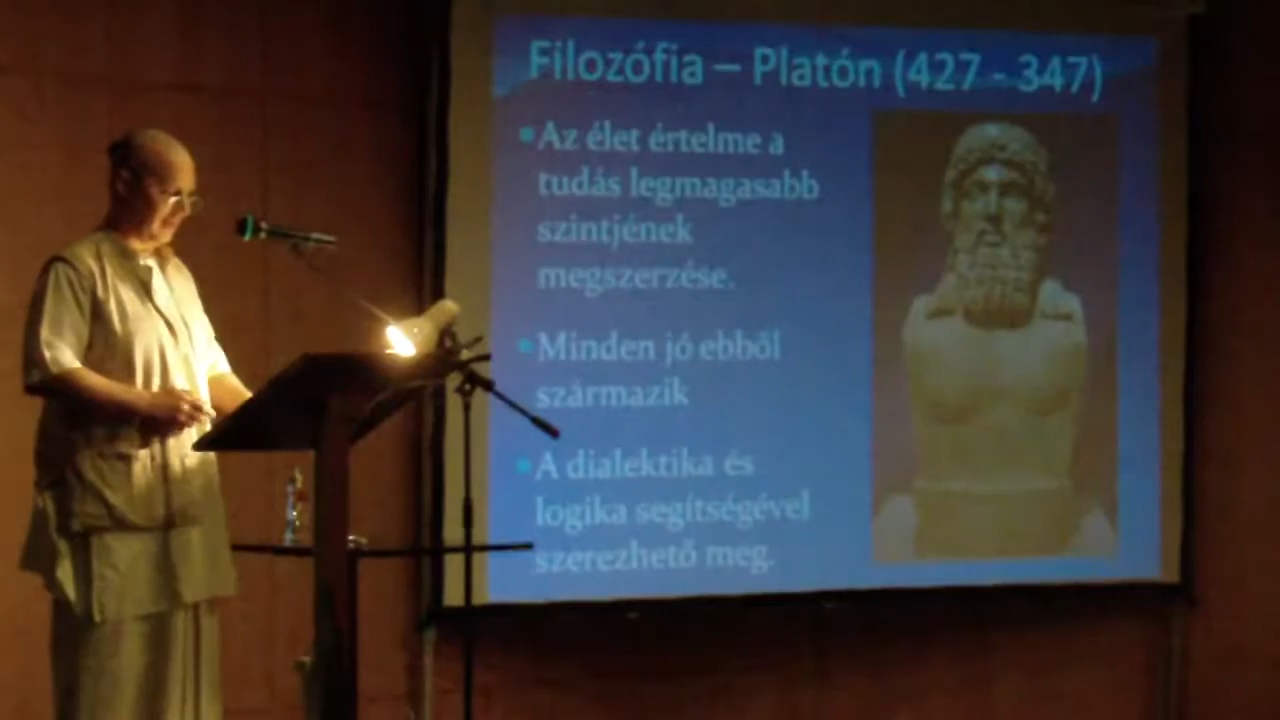 Filozófia – Platón (427 - 347)
Az élet értelme a
tudás legmagasabb
szintjének
megszerzése.
Minden jó ebből
származik
A dialektika és
logika segítségével
szerezhető meg.